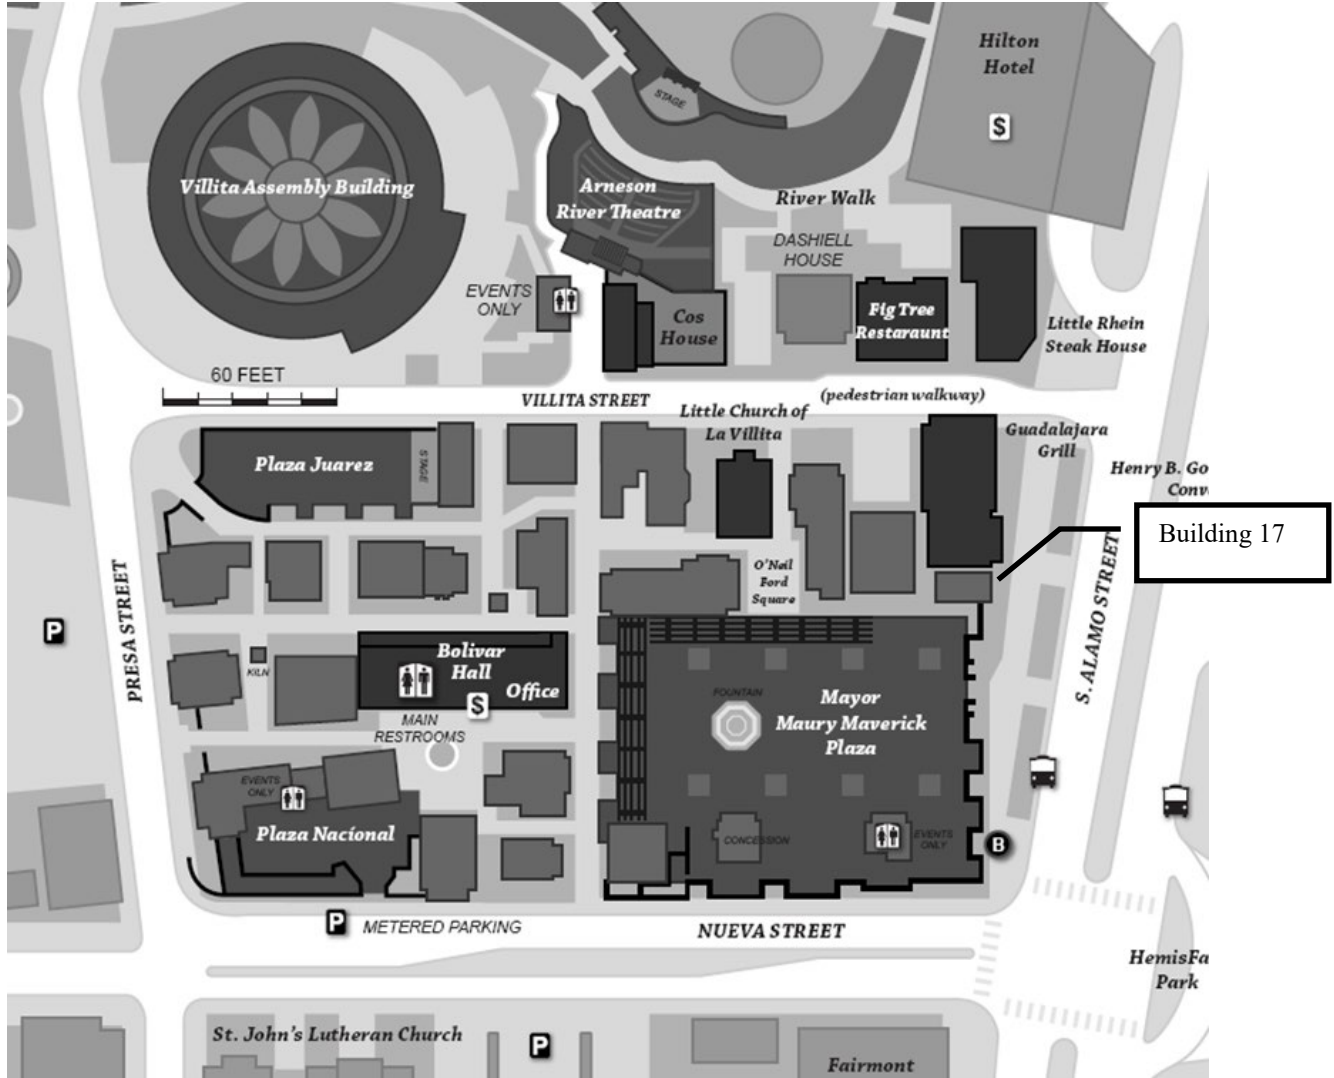 Hilton
Hotel
$
STAGE
Villita Assembly Building
Arneson
River Theatre
River Walk
DASHIELL
HOUSE
EVENTS
ONLY
Cos
House
Fig Tree
Restaraunt
Little Rhein
Steak House
60 FEET
VILLITA STREET
(pedestrian walkway)
Little Church of
La Villita
Guadalajara
Grill
Plaza Juarez
STAGE
Henry B. Go
Conv
Building 17
O'Neil
Ford
Square
PRESA STREET
S. ALAMO STREET
P
Bolivar
Hall
Office
$
KILN
MAIN
RESTROOMS
FOUNTAIN
Mayor
Maury Maverick
Plaza
EVENTS
ONLY
Plaza Nacíonal
CONCESSION
EVENTS
ONLY
B
P
METERED PARKING
NUEVA STREET
HemisFa
Park
St. John's Lutheran Church
P
Fairmont